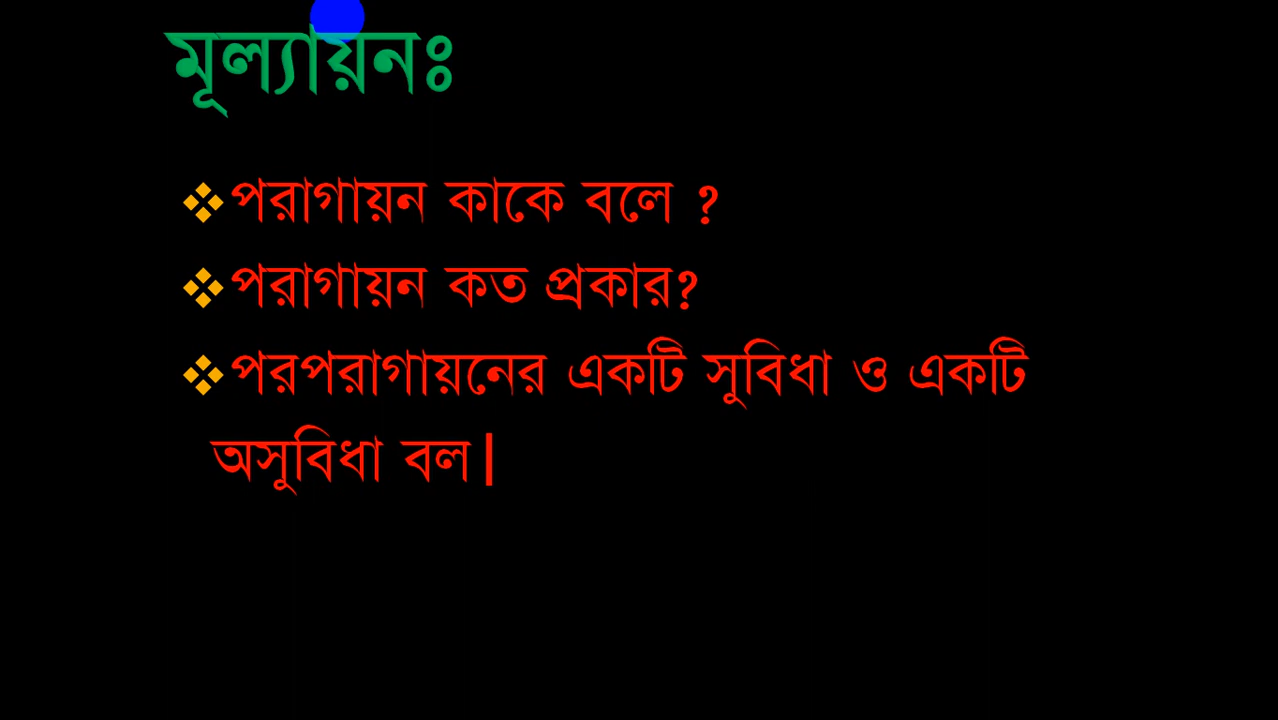 মূল্যায়নঃ
❖পরাগায়ন কাকে বলে ?
❖পরাগায়ন কত প্রকার?
❖পরপরাগায়নের একটি সুবিধা ও একটি
অসুবিধা বল|